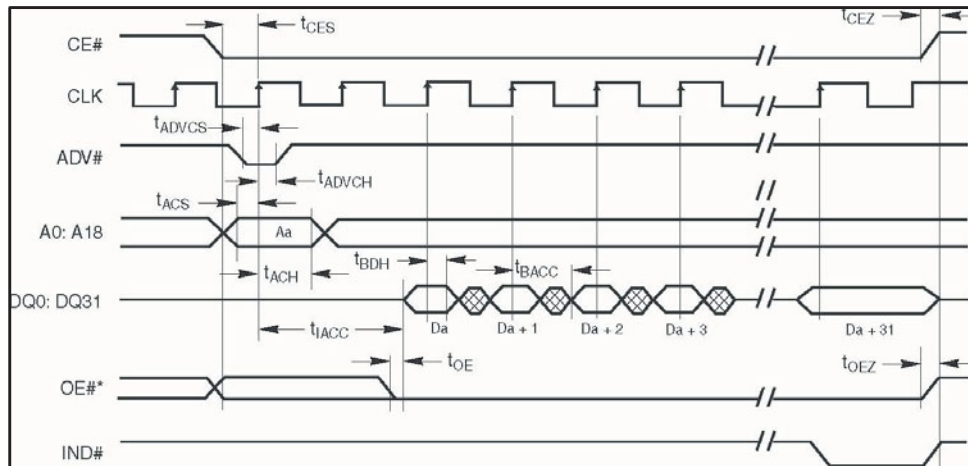 tCES
tCEZ
CE#
CLK
tADVCS
ADV#
tADVCH
tACS
A0: A18
Aa
tACH
tBDH
tBACC
DQ0: DQ31
Da
Da + 1
Da + 2
Da + 3
Da + 31
tIACC
tOE
tOEZ
OE#*
IND#